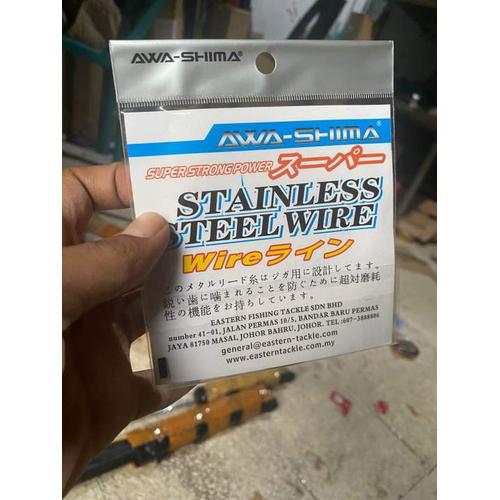 AWA-SHIMA®
AWA-SHIMA®
SUPER STRONG POWER スーパー
STAINLESS
STEEL WIRE
Wireライン
このメタルリード糸はジガ用に設計してます。
鋭い歯に噛まれることを防ぐために超対磨耗
性の機能をお持ちしています。
EASTERN FISHING TACKLE SDN BHD
number 41-01, JALAN PERMAS 10/5, BANDAR BARU PERMAS
JAYA 81750 MASAI, JOHOR BAHRU, JOHOR. TEL:607-3888806
general@eastern-tackle.com
www.easterntackle.com.my